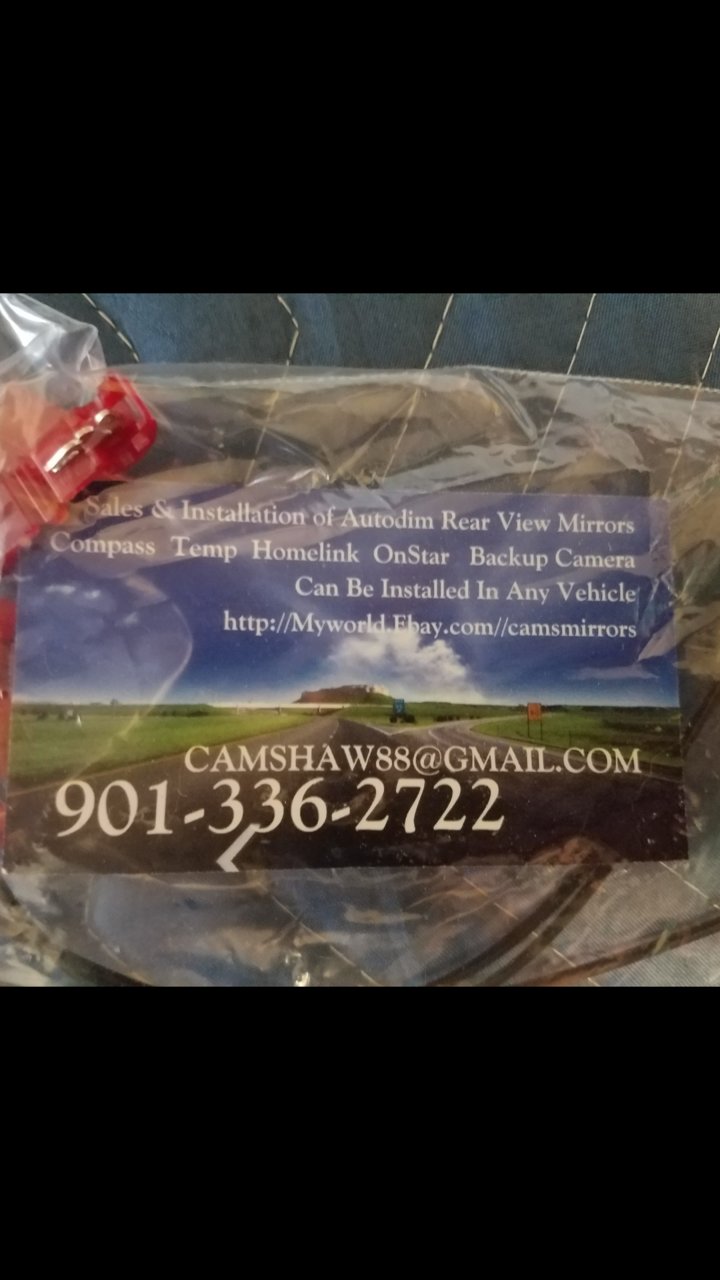 Sales & Installation of Autodim Rear View Mirrors
Compass Temp Homelink OnStar Backup Camera
Can Be Installed In Any Vehicle
http://Myworld.Ebay.com//camsmirrors
CAMSHAW88@GMAIL.COM
901-336-2722